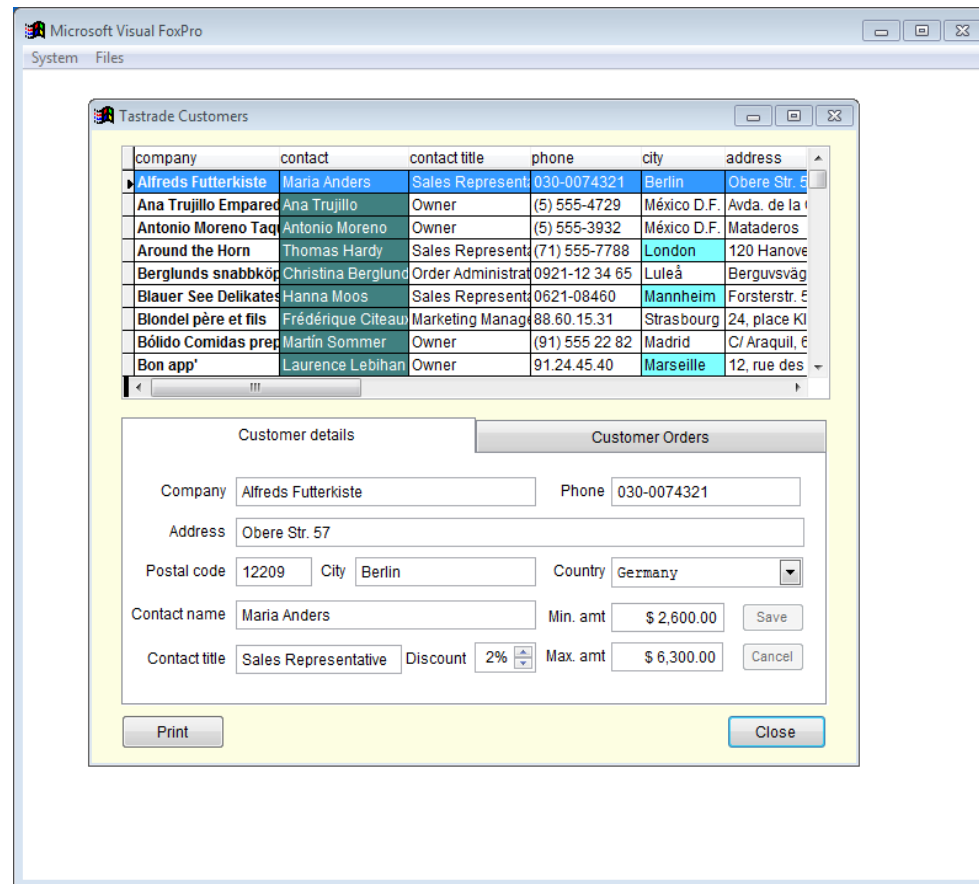 Microsoft Visual FoxPro
System Files
Tastrade Customers
company contact contact title phone city address
Alfreds Futterkiste Maria Anders Sales Representa 030-0074321 Berlin Obere Str. 5
Ana Trujillo Empared Ana Trujillo Owner (5) 555-4729 México D.F. Avda. de la
Antonio Moreno Taqu Antonio Moreno Owner (5) 555-3932 México D.F. Mataderos
Around the Horn Thomas Hardy Sales Representa (71) 555-7788 London 120 Hanove
Berglunds snabbköp Christina Berglund Order Administrat 0921-12 34 65 Luleå Berguvsväg
Blauer See Delikates Hanna Moos Sales Representa 0621-08460 Mannheim Forsterstr. 5
Blondel père et fils Frédérique Citeaux Marketing Manage 88.60.15.31 Strasbourg 24, place Kl
Bólido Comidas prep Martín Sommer Owner (91) 555 22 82 Madrid C/ Araquil, 6
Bon app' Laurence Lebihan Owner 91.24.45.40 Marseille 12, rue des
Customer details Customer Orders
Company Alfreds Futterkiste Phone 030-0074321
Address Obere Str. 57
Postal code 12209 City Berlin Country Germany
Contact name Maria Anders Min. amt $ 2,600.00 Save
Contact title Sales Representative Discount 2% Max. amt $ 6,300.00 Cancel
Print Close